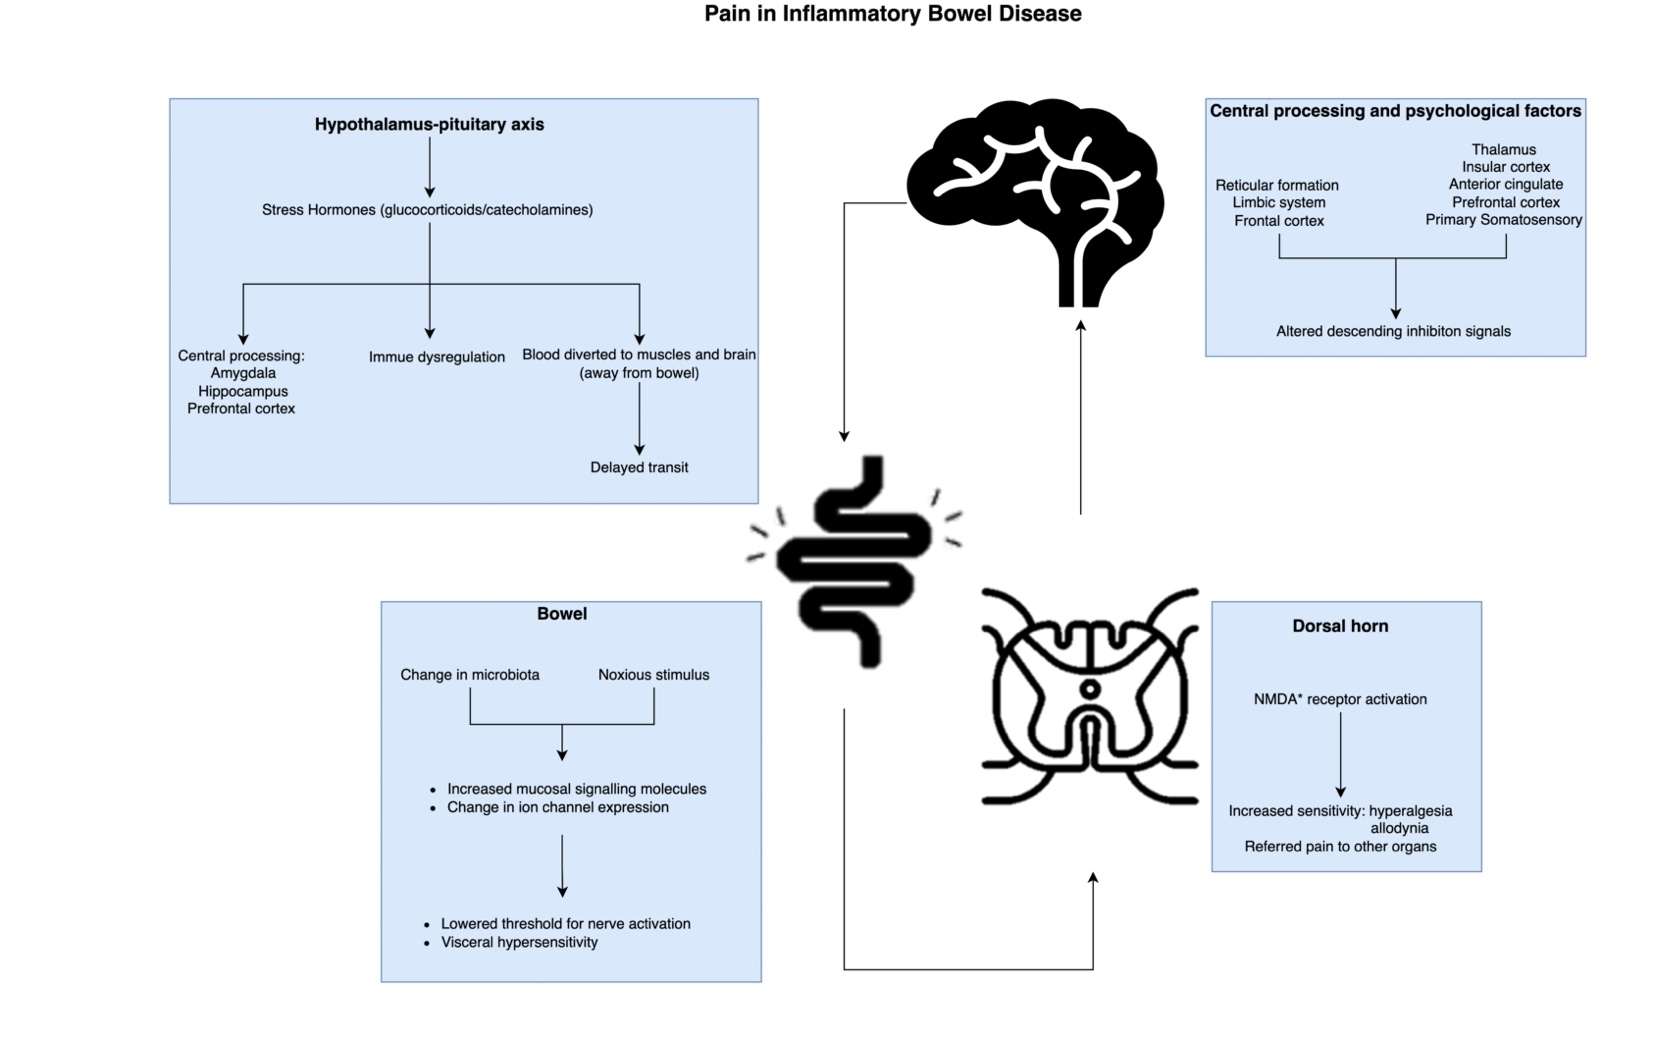 Pain in Inflammatory Bowel Disease
Hypothalamus-pituitary axis
Stress Hormones (glucocorticoids/catecholamines)
Central processing:
Amygdala
Hippocampus
Prefrontal cortex
Immue dysregulation
Blood diverted to muscles and brain
(away from bowel)
Delayed transit
Central processing and psychological factors
Reticular formation
Limbic system
Frontal cortex
Thalamus
Insular cortex
Anterior cingulate
Prefrontal cortex
Primary Somatosensory
Altered descending inhibiton signals
Bowel
Change in microbiota
Noxious stimulus
• Increased mucosal signalling molecules
• Change in ion channel expression
• Lowered threshold for nerve activation
• Visceral hypersensitivity
Dorsal horn
NMDA* receptor activation
Increased sensitivity: hyperalgesia
allodynia
Referred pain to other organs